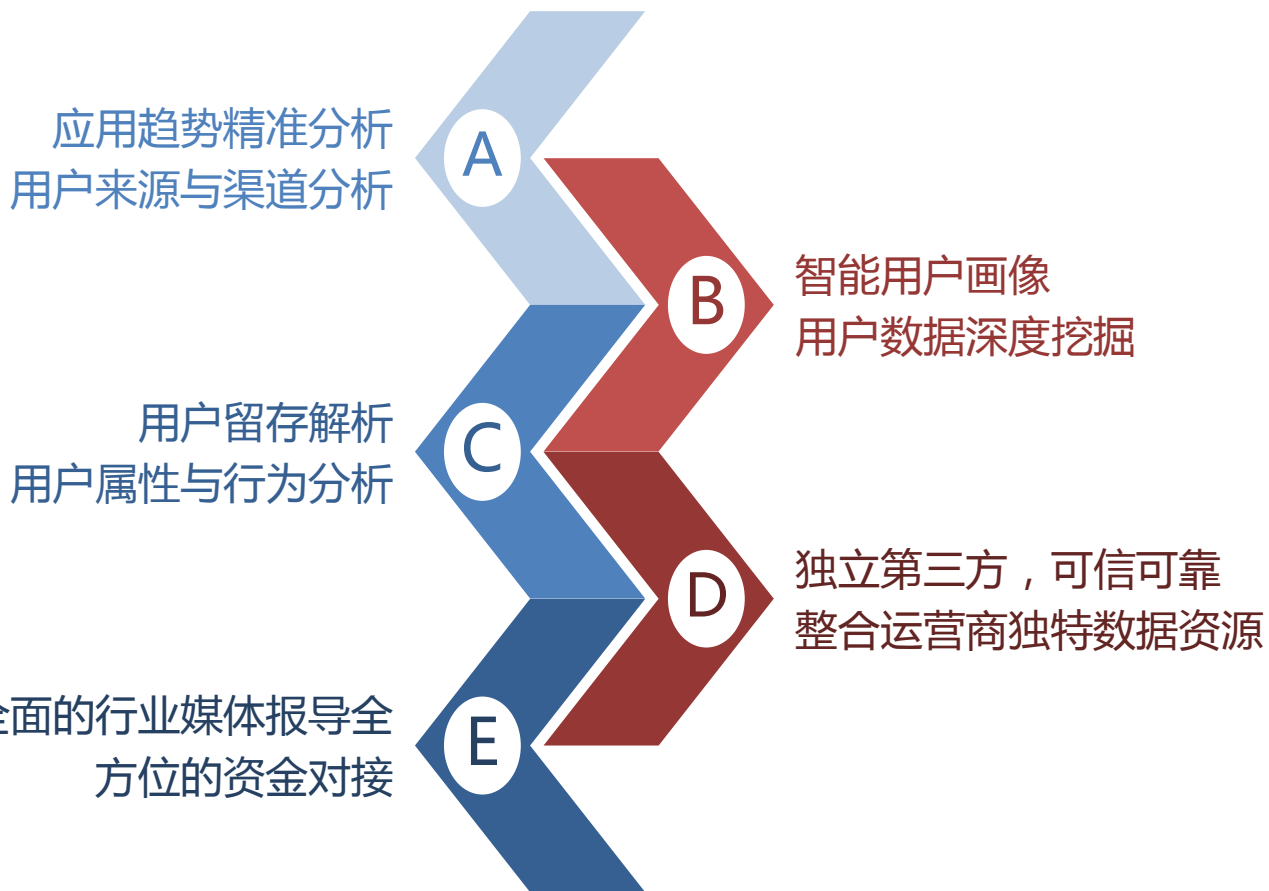 应用趋势精准分析
用户来源与渠道分析
A
B
智能用户画像
用户数据深度挖掘
用户留存解析
用户属性与行为分析
C
D
独立第三方，可信可靠
整合运营商独特数据资源
全面的行业媒体报导全
方位的资金对接
E